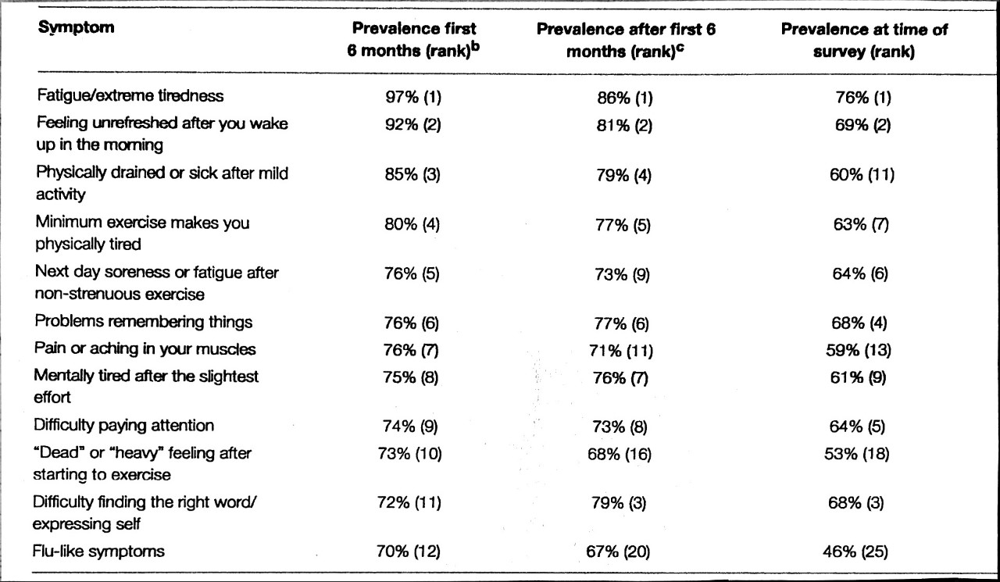 Symptom Prevalence first Prevalence after first 6 Prevalence at time of
6 months (rank)b months (rank)c survey (rank)
Fatigue/extreme tiredness 97% (1) 86% (1) 76% (1)
Feeling unrefreshed after you wake 92% (2) 81% (2) 69% (2)
up in the morning
Physically drained or sick after mild 85% (3) 79% (4) 60% (11)
activity
Minimum exercise makes you 80% (4) 77% (5) 63% (7)
physically tired
Next day soreness or fatigue after 76% (5) 73% (9) 64% (6)
non-strenuous exercise
Problems remembering things 76% (6) 77% (6) 68% (4)
Pain or aching in your muscles 76% (7) 71% (11) 59% (13)
Mentally tired after the slightest 75% (8) 76% (7) 61% (9)
effort
Difficulty paying attention 74% (9) 73% (8) 64% (5)
“Dead” or “heavy” feeling after 73% (10) 68% (16) 53% (18)
starting to exercise
Difficulty finding the right word/ 72% (11) 79% (3) 68% (3)
expressing self
Flu-like symptoms 70% (12) 67% (20) 46% (25)